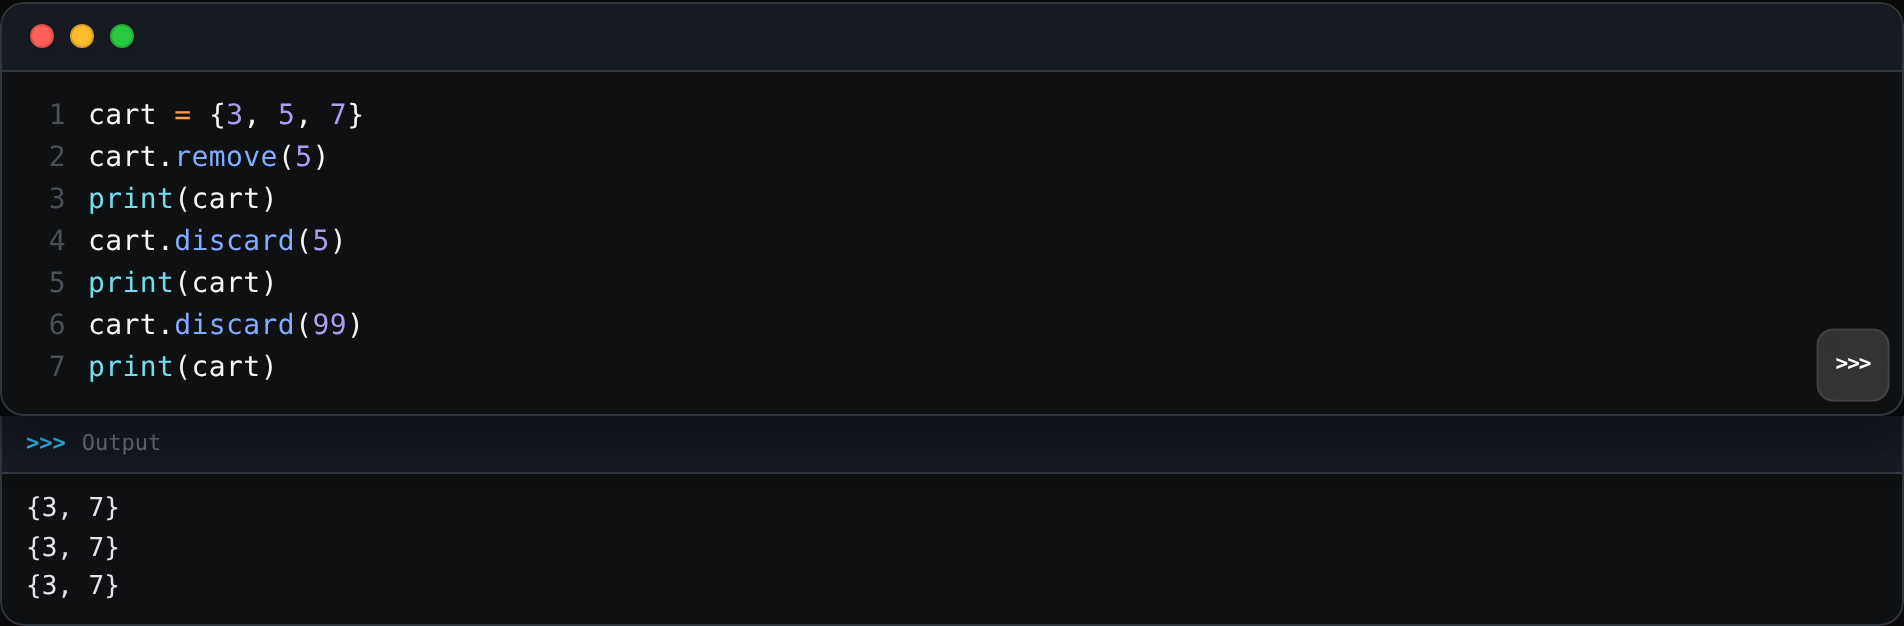 1 cart = {3, 5, 7}
2 cart.remove(5)
3 print(cart)
4 cart.discard(5)
5 print(cart)
6 cart.discard(99)
7 print(cart)
>>>
>>> Output
{3, 7}
{3, 7}
{3, 7}